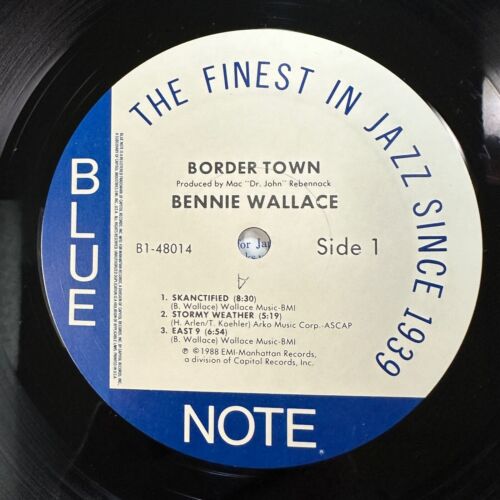 THE FINEST IN JAZZ SINCE 1939
BLUE
NOTE
BORDER TOWN
Produced by Mac "Dr. John" Rebennack
BENNIE WALLACE
B1-48014
or Jar
Side 1
A
1. SKANCTIFIED (8:30)
(B. Wallace) Wallace Music-BMI
2. STORMY WEATHER (5:19)
(H. Arlen/T. Koehler) Arko Music Corp.-ASCAP
3. EAST 9 (6:54)
(B. Wallace) Wallace Music-BMI
℗©1988 EMI-Manhattan Records,
a division of Capitol Records, Inc.